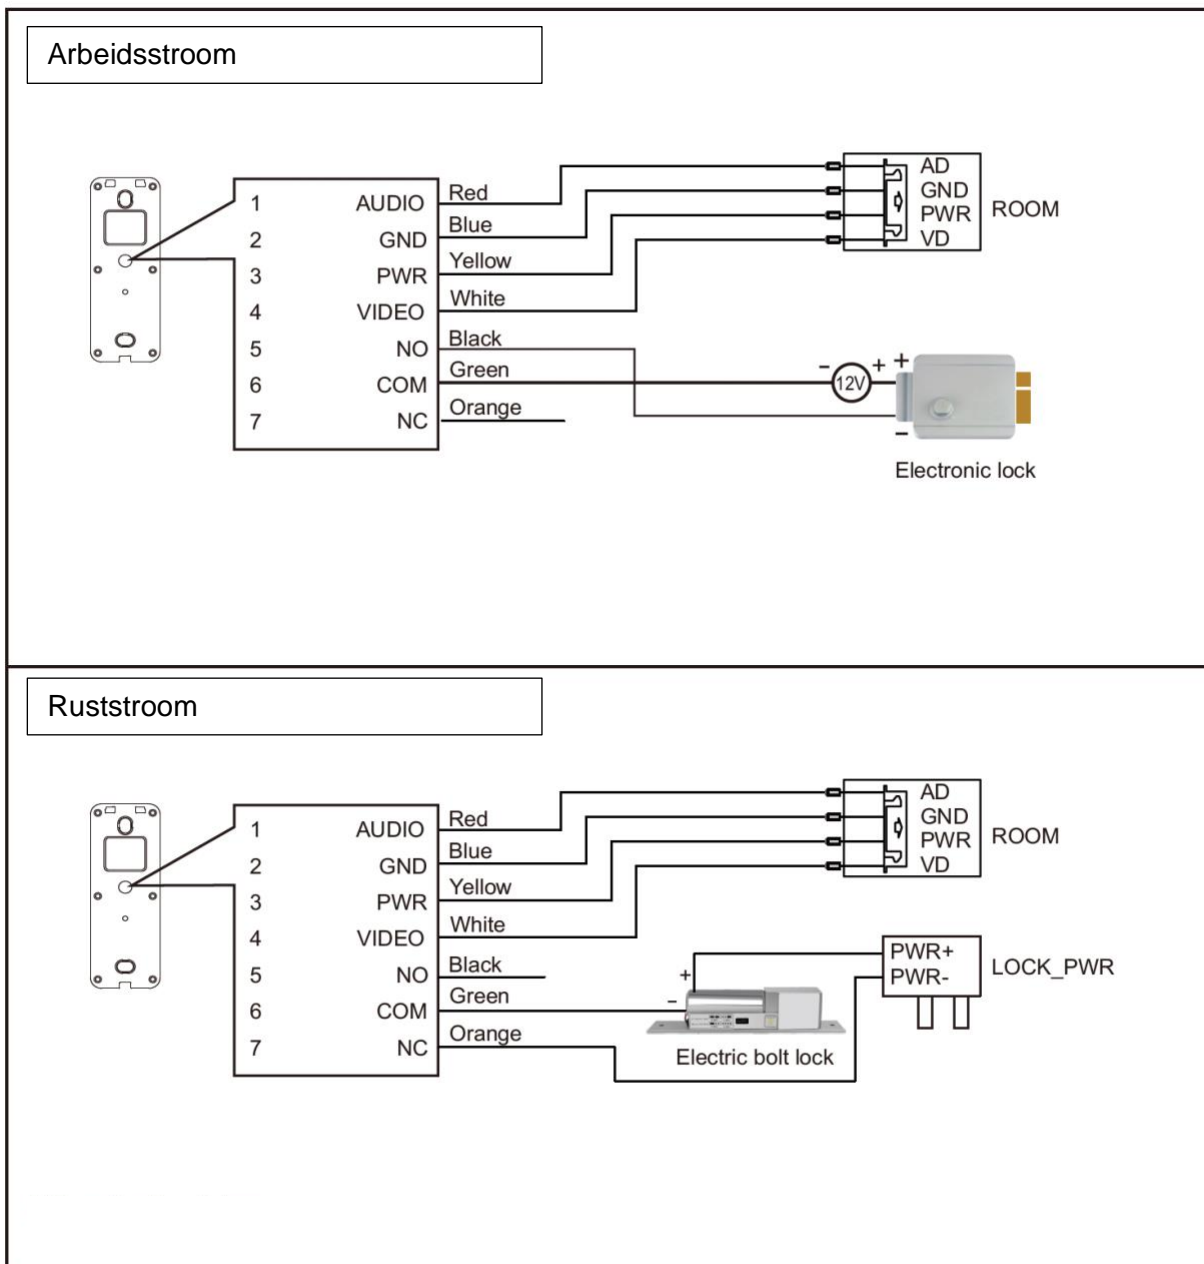 Arbeidsstroom
1 AUDIO Red
2 GND Blue
3 PWR Yellow
4 VIDEO White
5 NO Black
6 COM Green
7 NC Orange
AD
GND
PWR
VD
ROOM
- 12V + +
-
Electronic lock
Ruststroom
1 AUDIO Red
2 GND Blue
3 PWR Yellow
4 VIDEO White
5 NO Black
6 COM Green
7 NC Orange
AD
GND
PWR
VD
ROOM
PWR+
PWR-
LOCK_PWR
+
-
Electric bolt lock